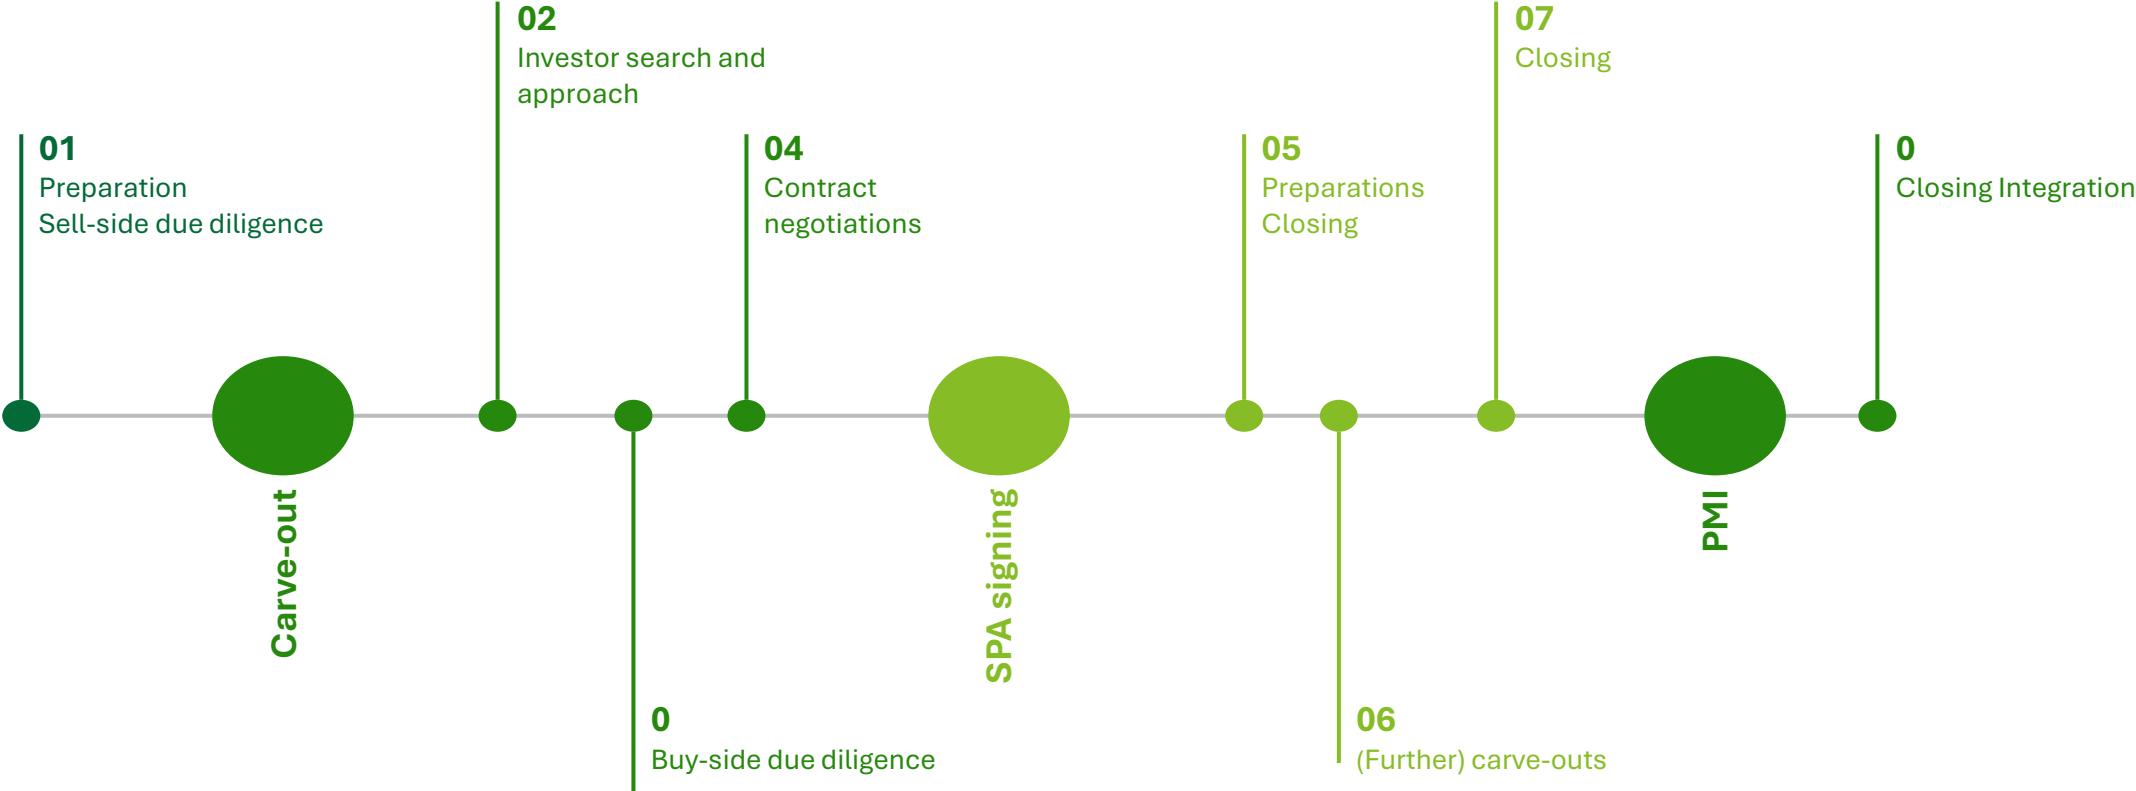 01
Preparation
Sell-side due diligence
Carve-out
02
Investor search and
approach
0
Buy-side due diligence
04
Contract
negotiations
SPA signing
05
Preparations
Closing
06
(Further) carve-outs
07
Closing
PMI
0
Closing Integration